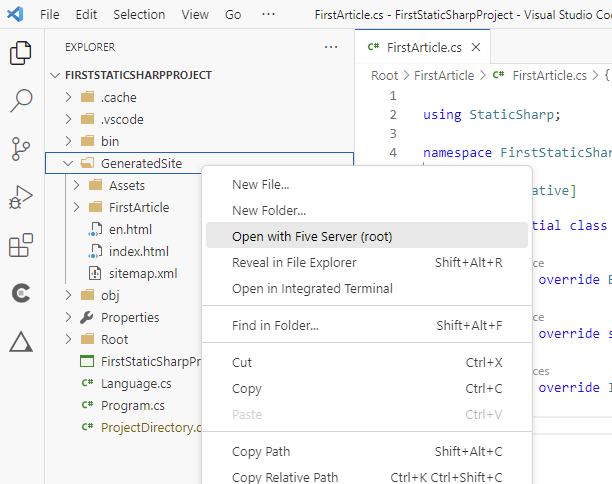 File Edit Selection View Go ··· FirstArticle.cs - FirstStaticSharpProject - Visual Studio Cod
EXPLORER ···
FIRSTSTATICSHARPPROJECT
.cache
.vscode
bin
GeneratedSite
Assets
FirstArticle
en.html
index.html
sitemap.xml
obj
Properties
Root
FirstStaticSharpPr
Language.cs
Program.cs
ProjectDirectory.c
C# FirstArticle.cs ×
Root > FirstArticle > C# FirstArticle.cs > {
1
2 using StaticSharp;
3
4 namespace FirstStaticShar
ative]
tial class
ce
override
ce
override s
ces
override I
New File...
New Folder...
Open with Five Server (root)
Reveal in File Explorer Shift+Alt+R
Open in Integrated Terminal
Find in Folder... Shift+Alt+F
Cut Ctrl+X
Copy Ctrl+C
Paste Ctrl+V
Copy Path Shift+Alt+C
Copy Relative Path Ctrl+K Ctrl+Shift+C